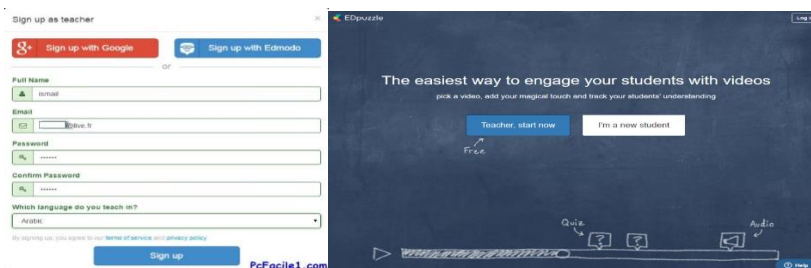 Sign up as teacher
×
8+ Sign up with Google
Sign up with Edmodo
or
Full Name
ismail
Email
@live.fr
Password
••••••
Confirm Password
••••••
Which language do you teach in?
Arabic
By signing up, you agree to our terms of service and privacy policy
Sign up
PcFacile1.com
EDpuzzle
Log
The easiest way to engage your students with videos
pick a video, add your magical touch and track your students' understanding
Teacher, start now
I'm a new student
Free
Quiz
Audio
? ?
Help